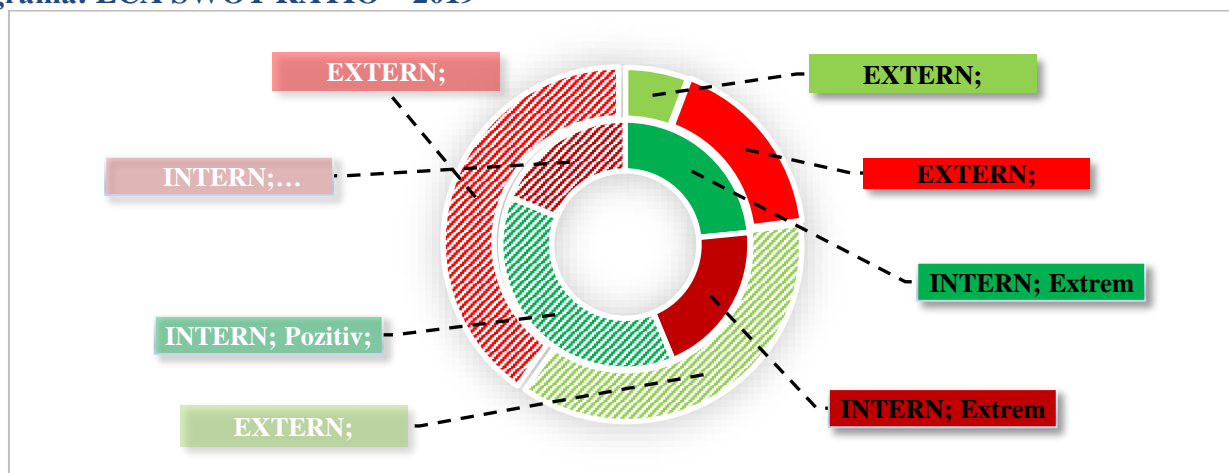 EXTERN;
EXTERN;
EXTERN;
INTERN;...
INTERN; Extrem
INTERN; Pozitiv;
INTERN; Extrem
EXTERN;